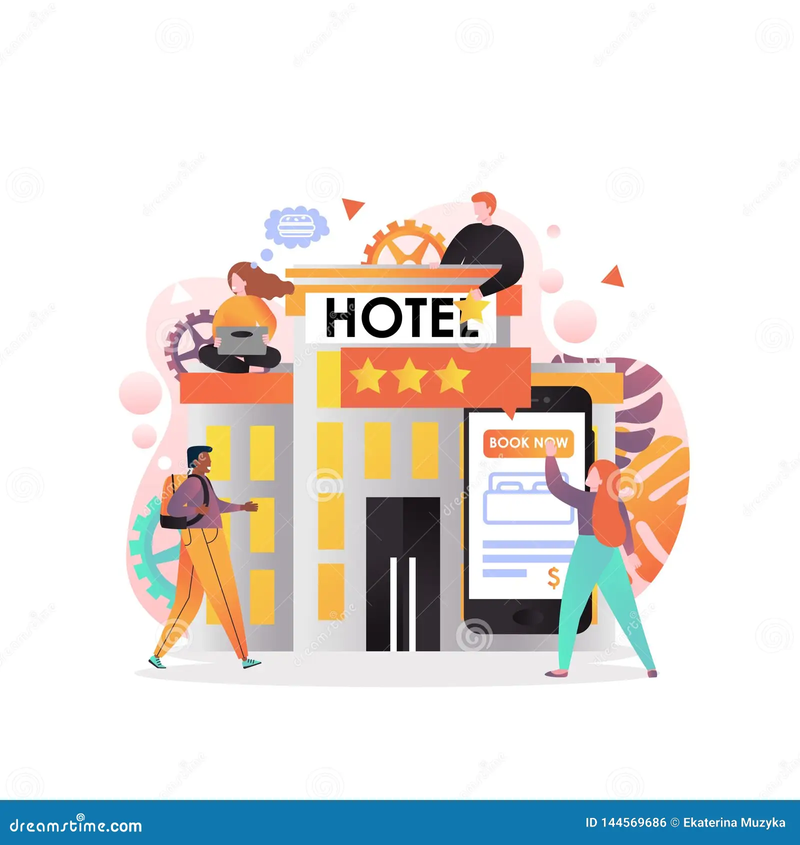 HOTEL
BOOK NOW
$
dreamstime.com
ID 144569686 © Ekaterina Muzyka